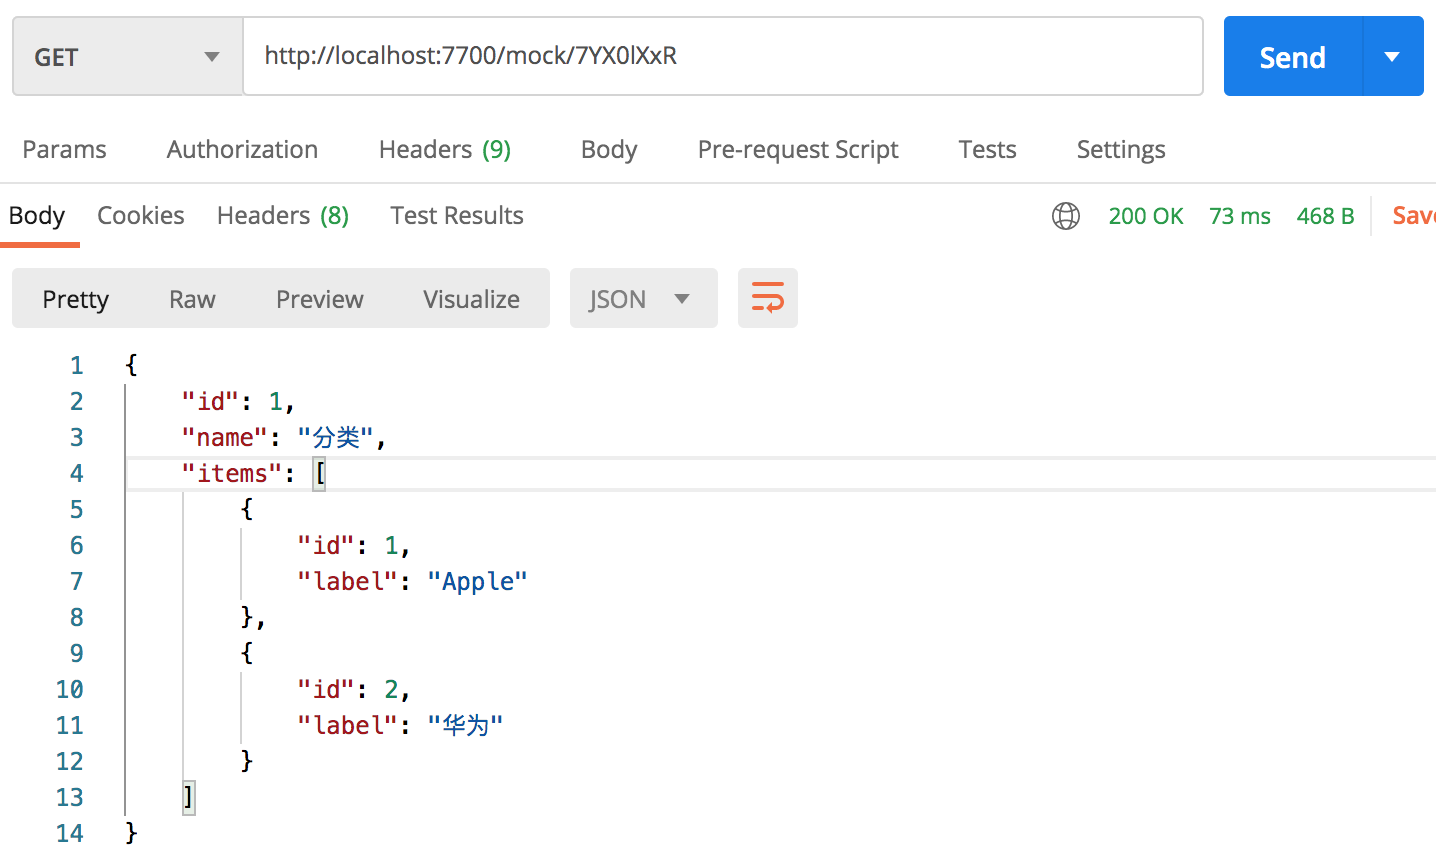 GET http://localhost:7700/mock/7YX0lXxR Send
Params Authorization Headers (9) Body Pre-request Script Tests Settings
Body Cookies Headers (8) Test Results 200 OK 73 ms 468 B Save
Pretty Raw Preview Visualize JSON
1 {
2 "id": 1,
3 "name": "分类",
4 "items": [
5 {
6 "id": 1,
7 "label": "Apple"
8 },
9 {
10 "id": 2,
11 "label": "华为"
12 }
13 ]
14 }